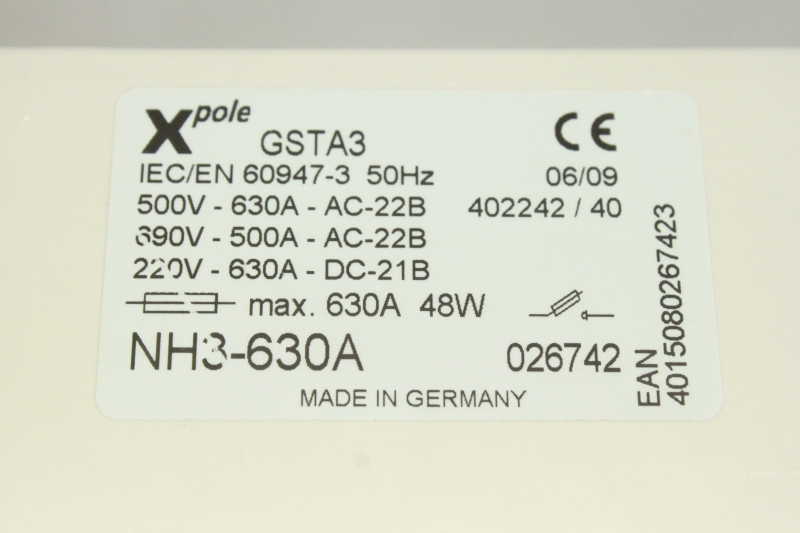 Xpole GSTA3 CE
IEC/EN 60947-3 50Hz 06/09
500V - 630A - AC-22B 402242 / 40
690V - 500A - AC-22B
220V - 630A - DC-21B
max. 630A 48W
NH3-630A 026742
MADE IN GERMANY
EAN
4015080267423